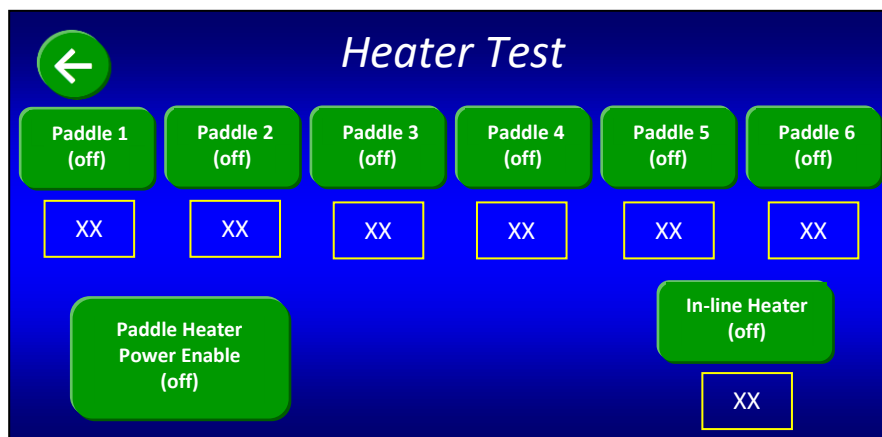 Heater Test
Paddle 1
(off)
Paddle 2
(off)
Paddle 3
(off)
Paddle 4
(off)
Paddle 5
(off)
Paddle 6
(off)
XX
XX
XX
XX
XX
XX
Paddle Heater
Power Enable
(off)
In-line Heater
(off)
XX